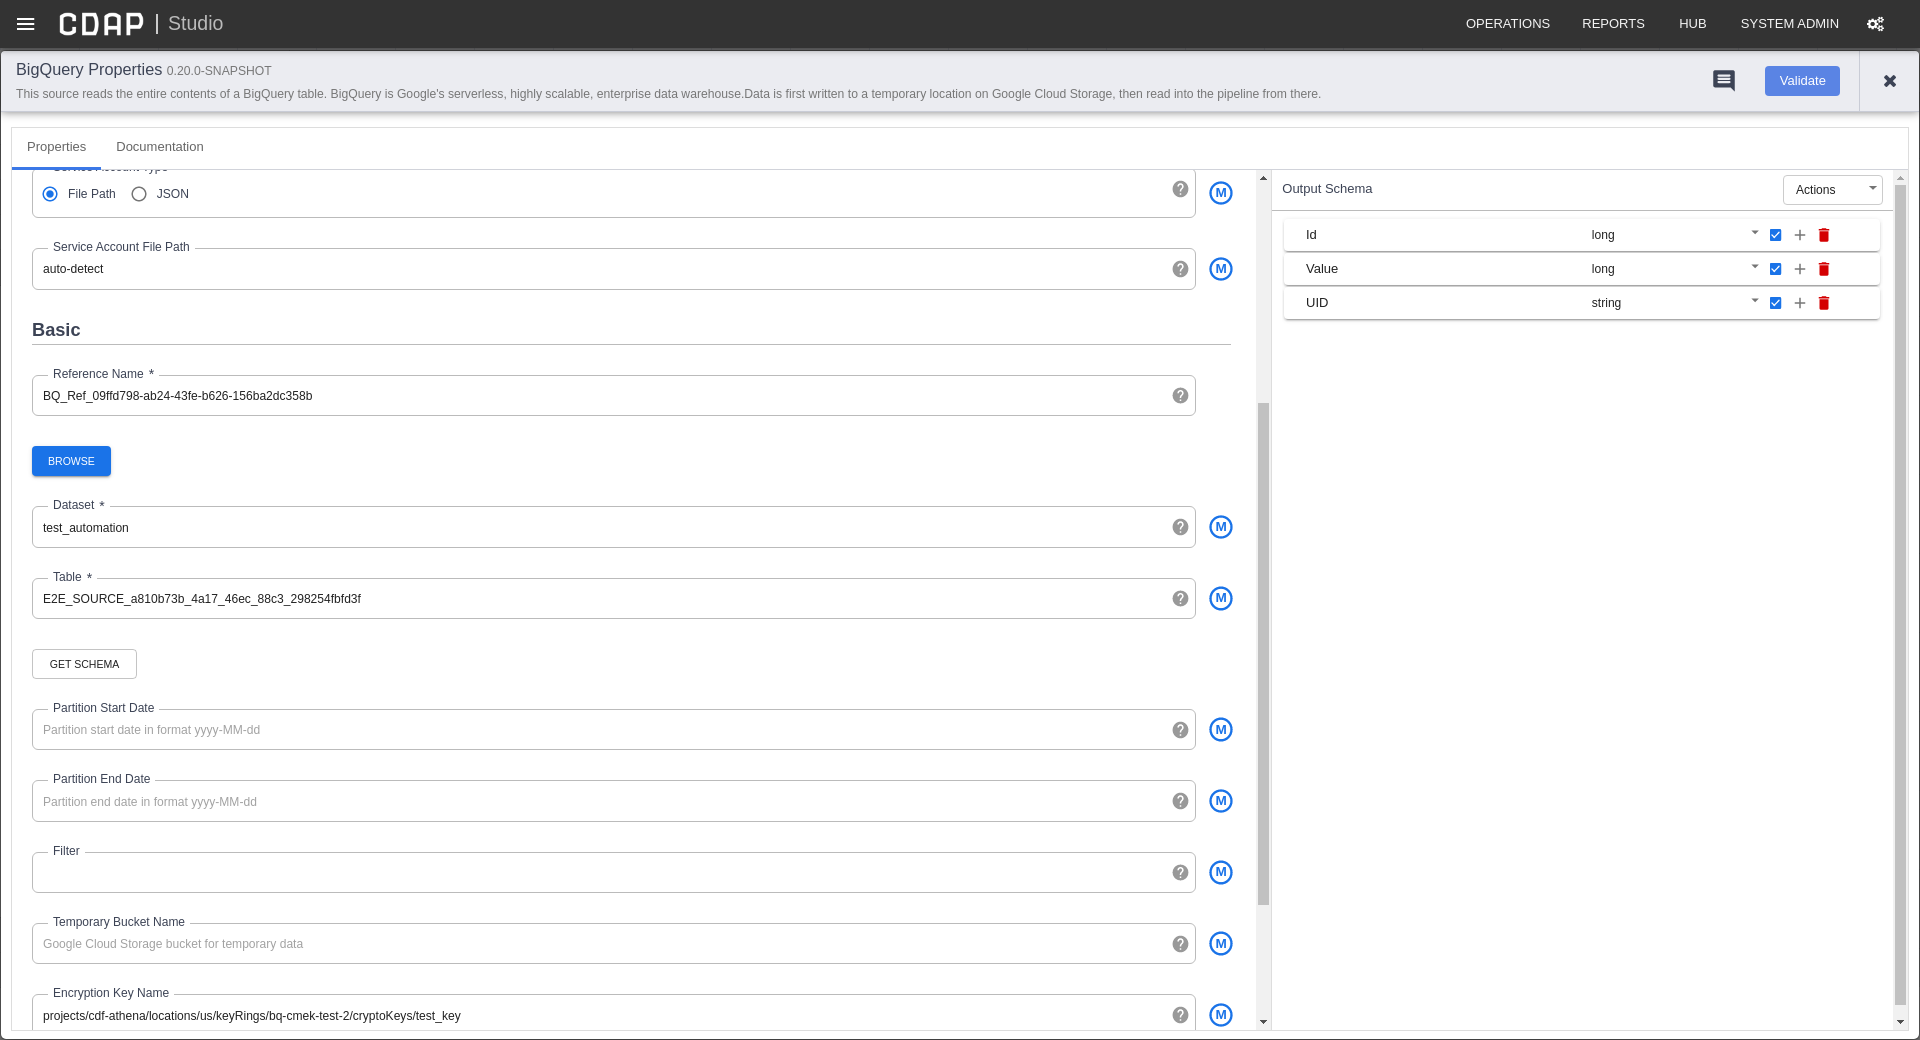 CDAP | Studio
OPERATIONS REPORTS HUB SYSTEM ADMIN
BigQuery Properties 0.20.0-SNAPSHOT
This source reads the entire contents of a BigQuery table. BigQuery is Google's serverless, highly scalable, enterprise data warehouse.Data is first written to a temporary location on Google Cloud Storage, then read into the pipeline from there.
Validate
Properties Documentation
Service Account Type
File Path JSON
M
Service Account File Path
auto-detect
M
Basic
Reference Name *
BQ_Ref_09ffd798-ab24-43fe-b626-156ba2dc358b
BROWSE
Dataset *
test_automation
M
Table *
E2E_SOURCE_a810b73b_4a17_46ec_88c3_298254fbfd3f
M
GET SCHEMA
Partition Start Date
Partition start date in format yyyy-MM-dd
M
Partition End Date
Partition end date in format yyyy-MM-dd
M
Filter
M
Temporary Bucket Name
Google Cloud Storage bucket for temporary data
M
Encryption Key Name
projects/cdf-athena/locations/us/keyRings/bq-cmek-test-2/cryptoKeys/test_key
M
Output Schema
Actions
Id long
Value long
UID string